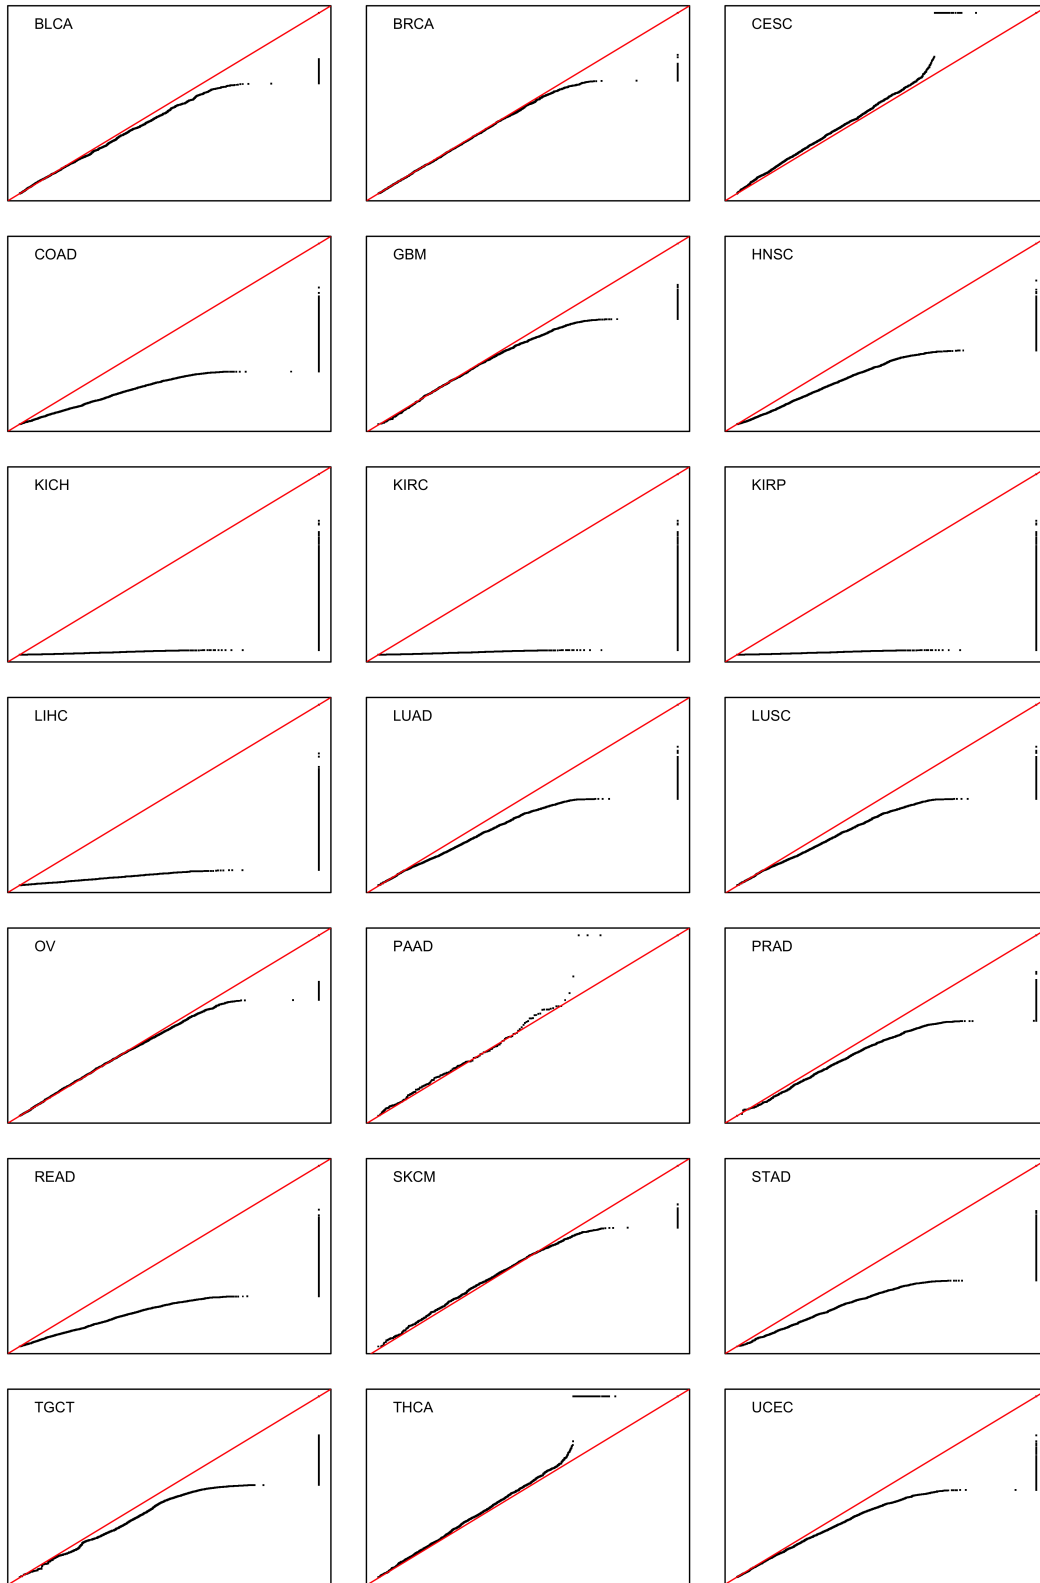 BLCA
BRCA
CESC
COAD
GBM
HNSC
KICH
KIRC
KIRP
LIHC
LUAD
LUSC
OV
PAAD
PRAD
READ
SKCM
STAD
TGCT
THCA
UCEC